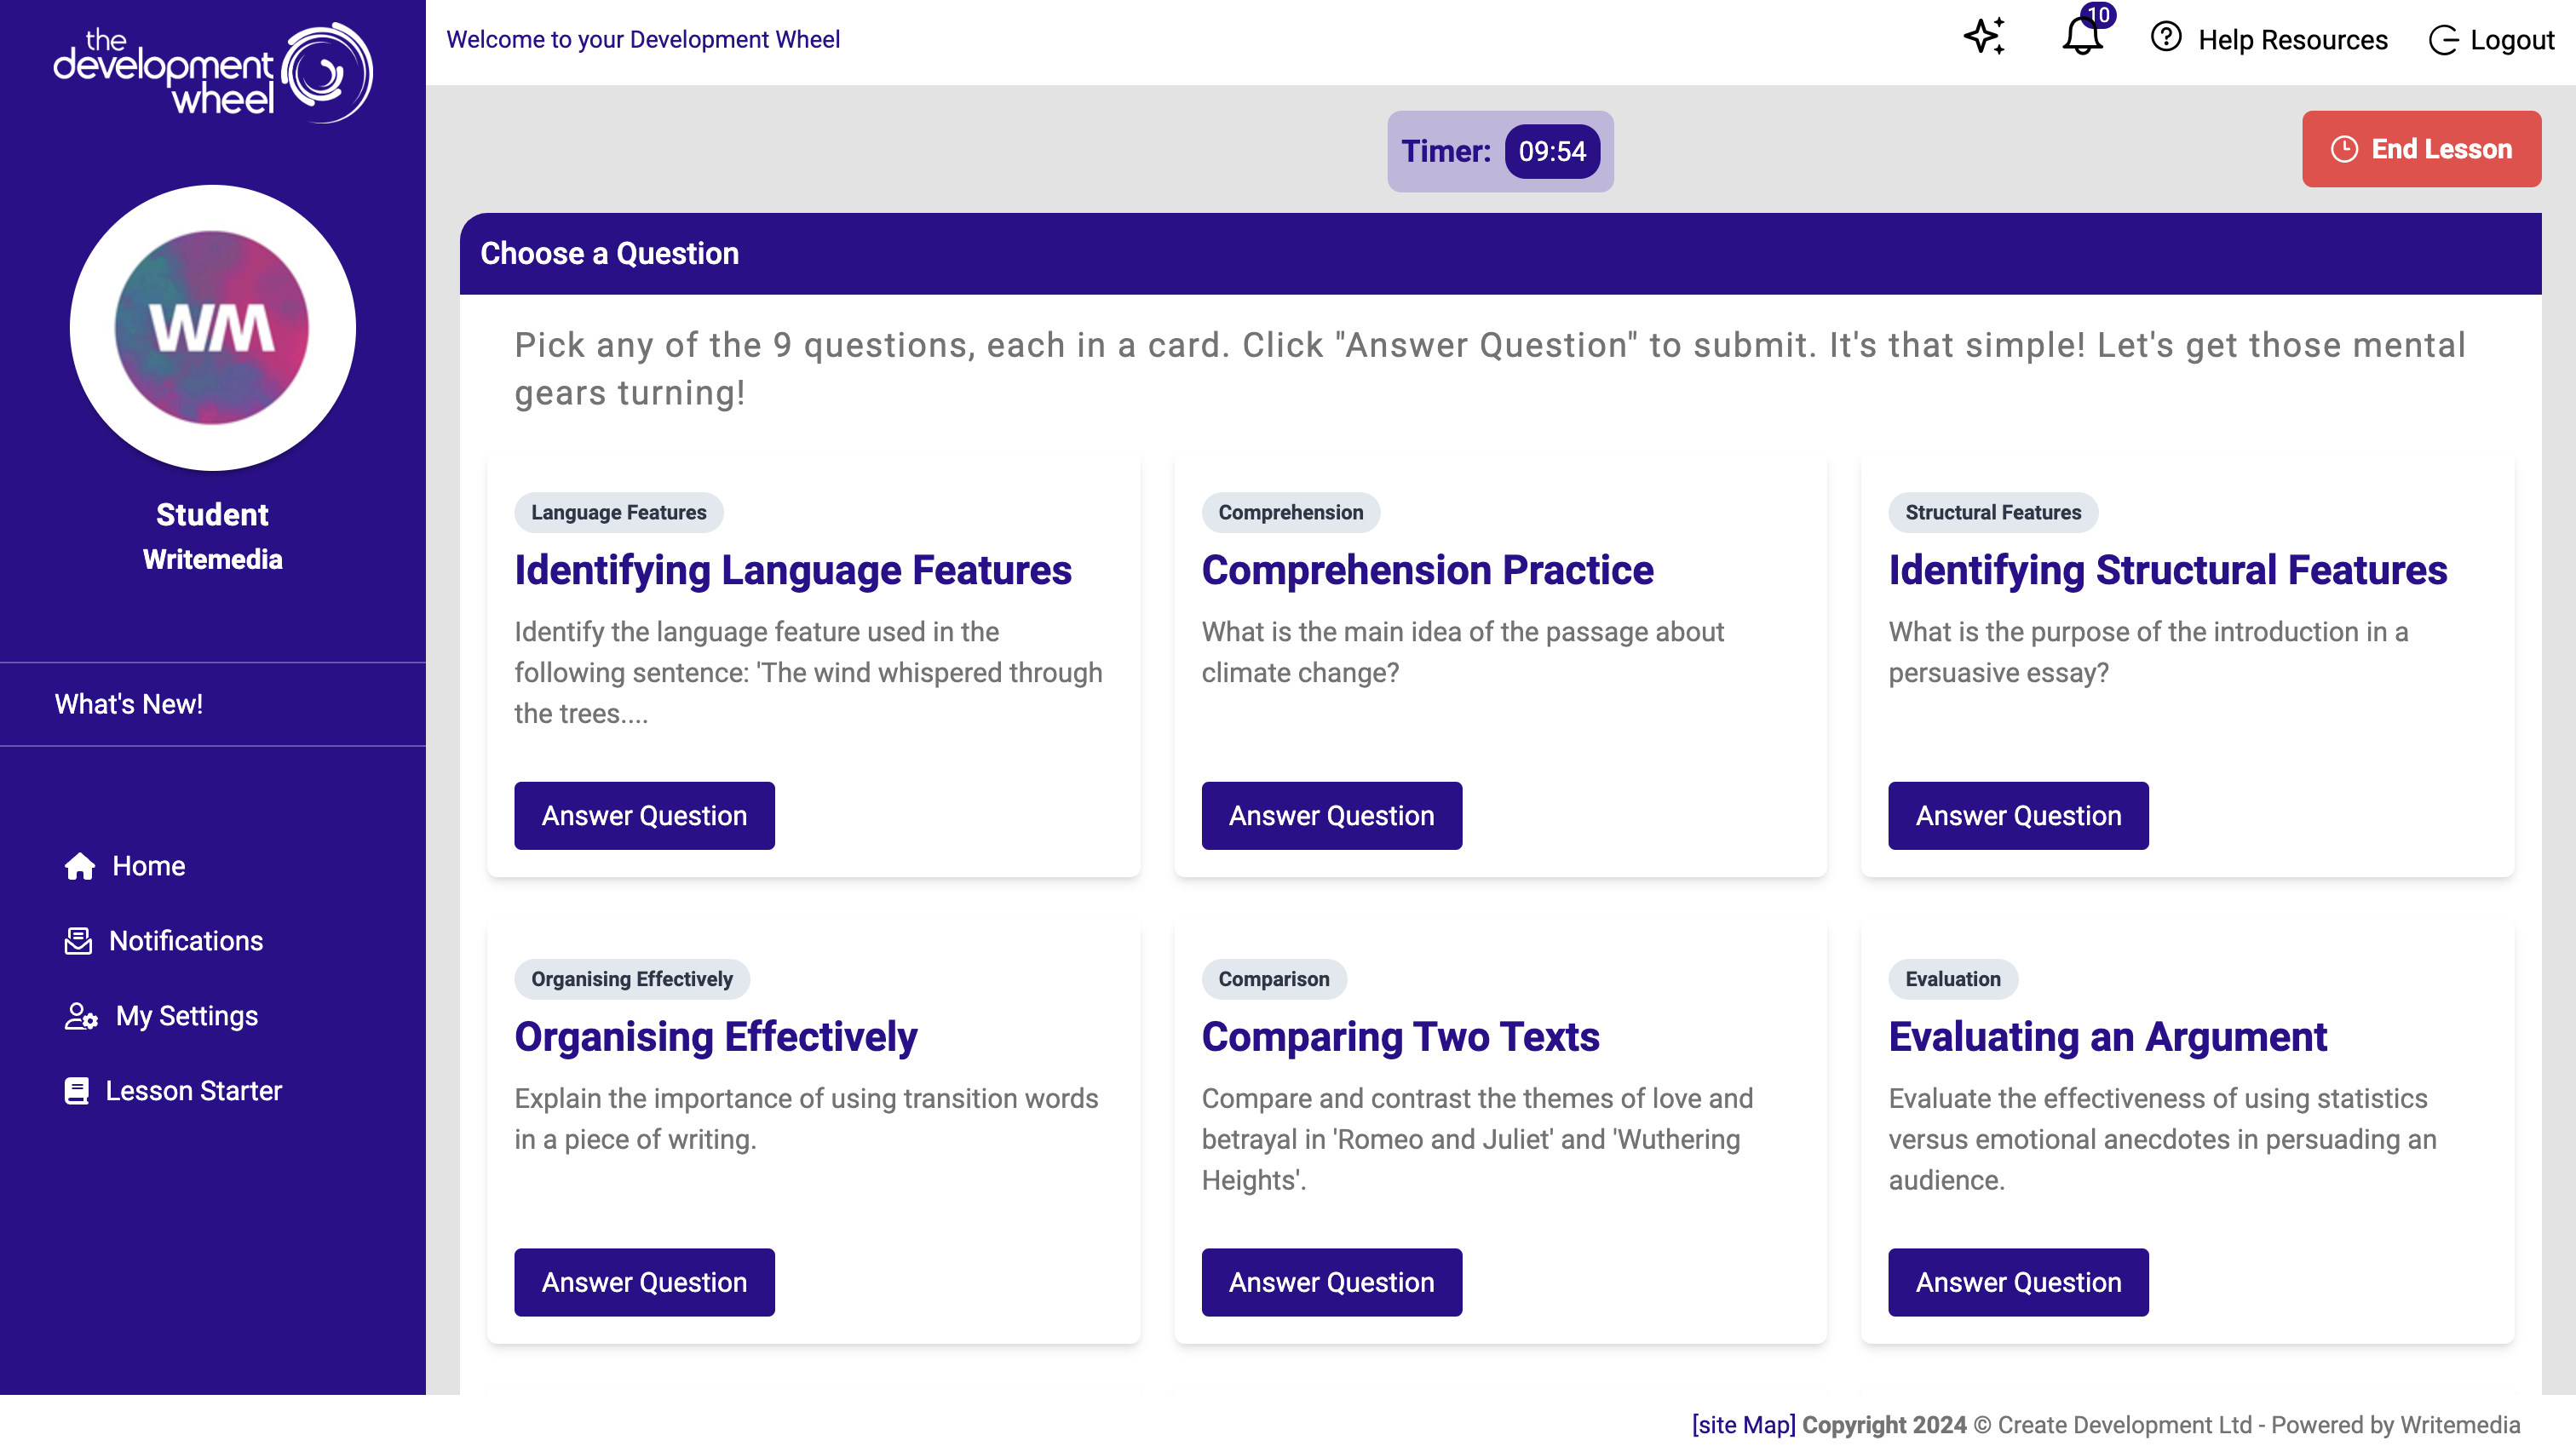 the
development
wheel
Welcome to your Development Wheel
10
Help Resources
Logout
WM
Student
Writemedia
What's New!
Home
Notifications
My Settings
Lesson Starter
Timer: 09:54
End Lesson
Choose a Question
Pick any of the 9 questions, each in a card. Click "Answer Question" to submit. It's that simple! Let's get those mental
gears turning!
Language Features
Identifying Language Features
Identify the language feature used in the
following sentence: 'The wind whispered through
the trees....
Answer Question
Comprehension
Comprehension Practice
What is the main idea of the passage about
climate change?
Answer Question
Structural Features
Identifying Structural Features
What is the purpose of the introduction in a
persuasive essay?
Answer Question
Organising Effectively
Organising Effectively
Explain the importance of using transition words
in a piece of writing.
Answer Question
Comparison
Comparing Two Texts
Compare and contrast the themes of love and
betrayal in 'Romeo and Juliet' and 'Wuthering
Heights'.
Answer Question
Evaluation
Evaluating an Argument
Evaluate the effectiveness of using statistics
versus emotional anecdotes in persuading an
audience.
Answer Question
[site Map] Copyright 2024 © Create Development Ltd - Powered by Writemedia